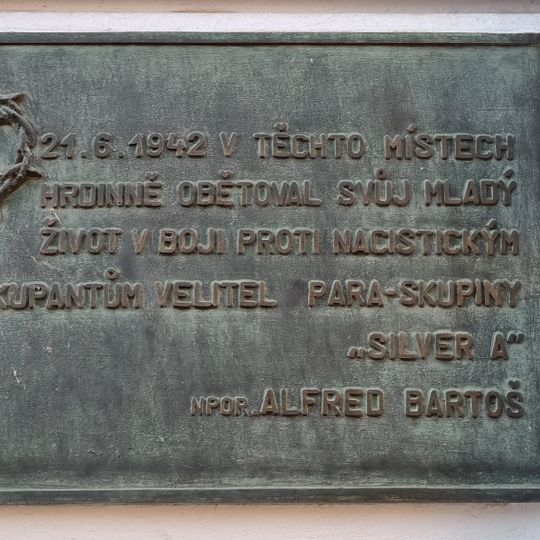 21.6.1942 V TĚCHTO MÍSTECH
HRDINNĚ OBĚTOVAL SVŮJ MLADÝ
ŽIVOT V BOJI PROTI NACISTICKÝM
KUPANTŮM VELITEL PARA-SKUPINY
„SILVER A"
NPOR. ALFRED BARTOŠ